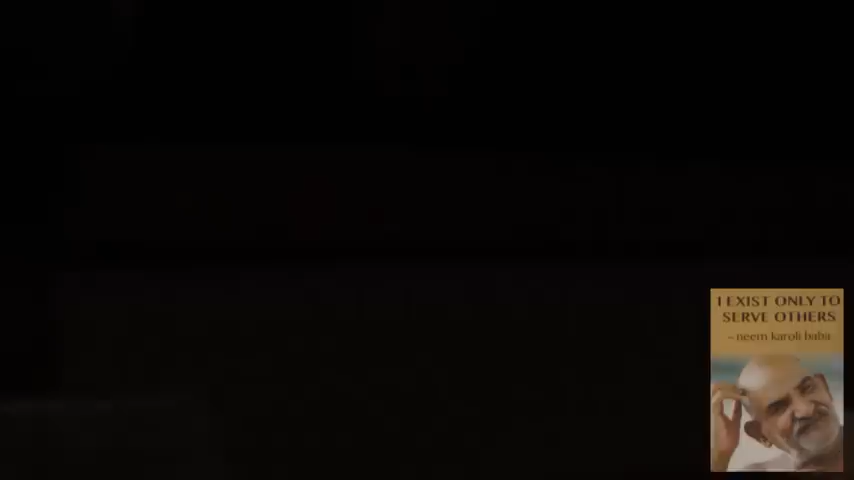 I EXIST ONLY TO
SERVE OTHERS
~ neem karoli baba